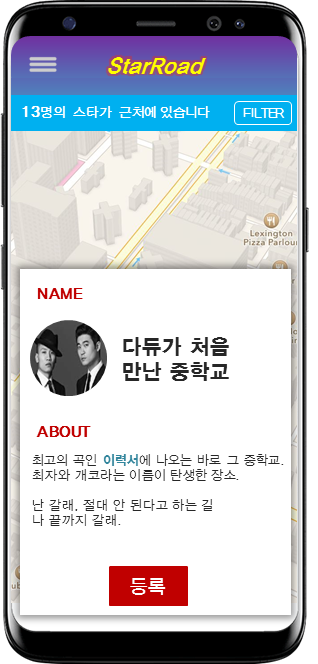 StarRoad
13명의 스타가 근처에 있습니다
FILTER
Lexington
Pizza Parlour
NAME
다듀가 처음
만난 중학교
ABOUT
최고의 곡인 이력서에 나오는 바로 그 중학교.
최자와 개코라는 이름이 탄생한 장소.
난 갈래, 절대 안 된다고 하는 길
나 끝까지 갈래.
등록